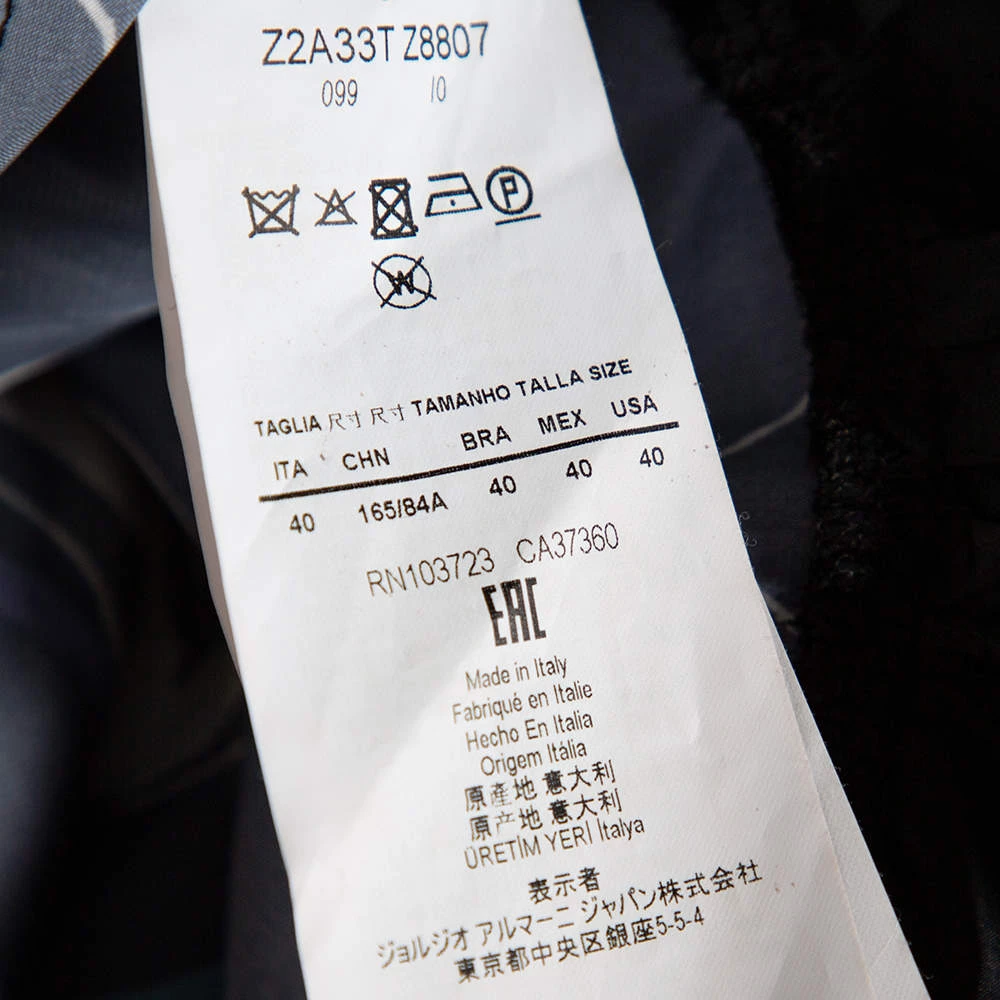 Z2A33T Z8807
099 10
P
W
TAGLIA 尺寸 尺寸 TAMANHO TALLA SIZE
ITA CHN BRA MEX USA
40 165/84A 40 40 40
RN103723 CA37360
EAC
Made in Italy
Fabriqué en Italie
Hecho En Italia
Origem Itália
原產地 意大利
原产地 意大利
ÜRETİM YERİ Italya
表示者
ジョルジオ アルマーニ ジャパン株式会社
東京都中央区銀座5-5-4